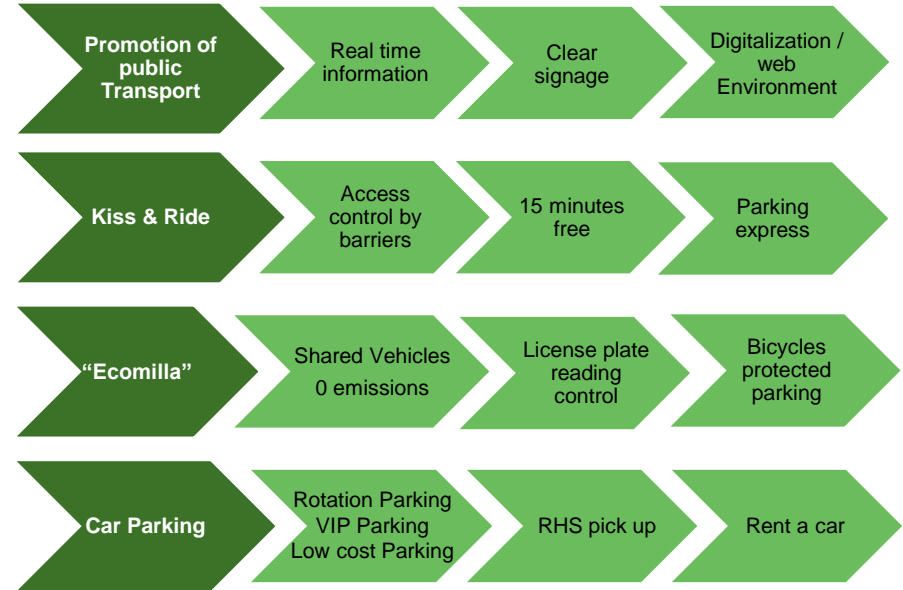 Promotion of
public
Transport
Real time
information
Clear
signage
Digitalization /
web
Environment
Kiss & Ride
Access
control by
barriers
15 minutes
free
Parking
express
“Ecomilla”
Shared Vehicles
0 emissions
License plate
reading
control
Bicycles
protected
parking
Car Parking
Rotation Parking
VIP Parking
Low cost Parking
RHS pick up
Rent a car